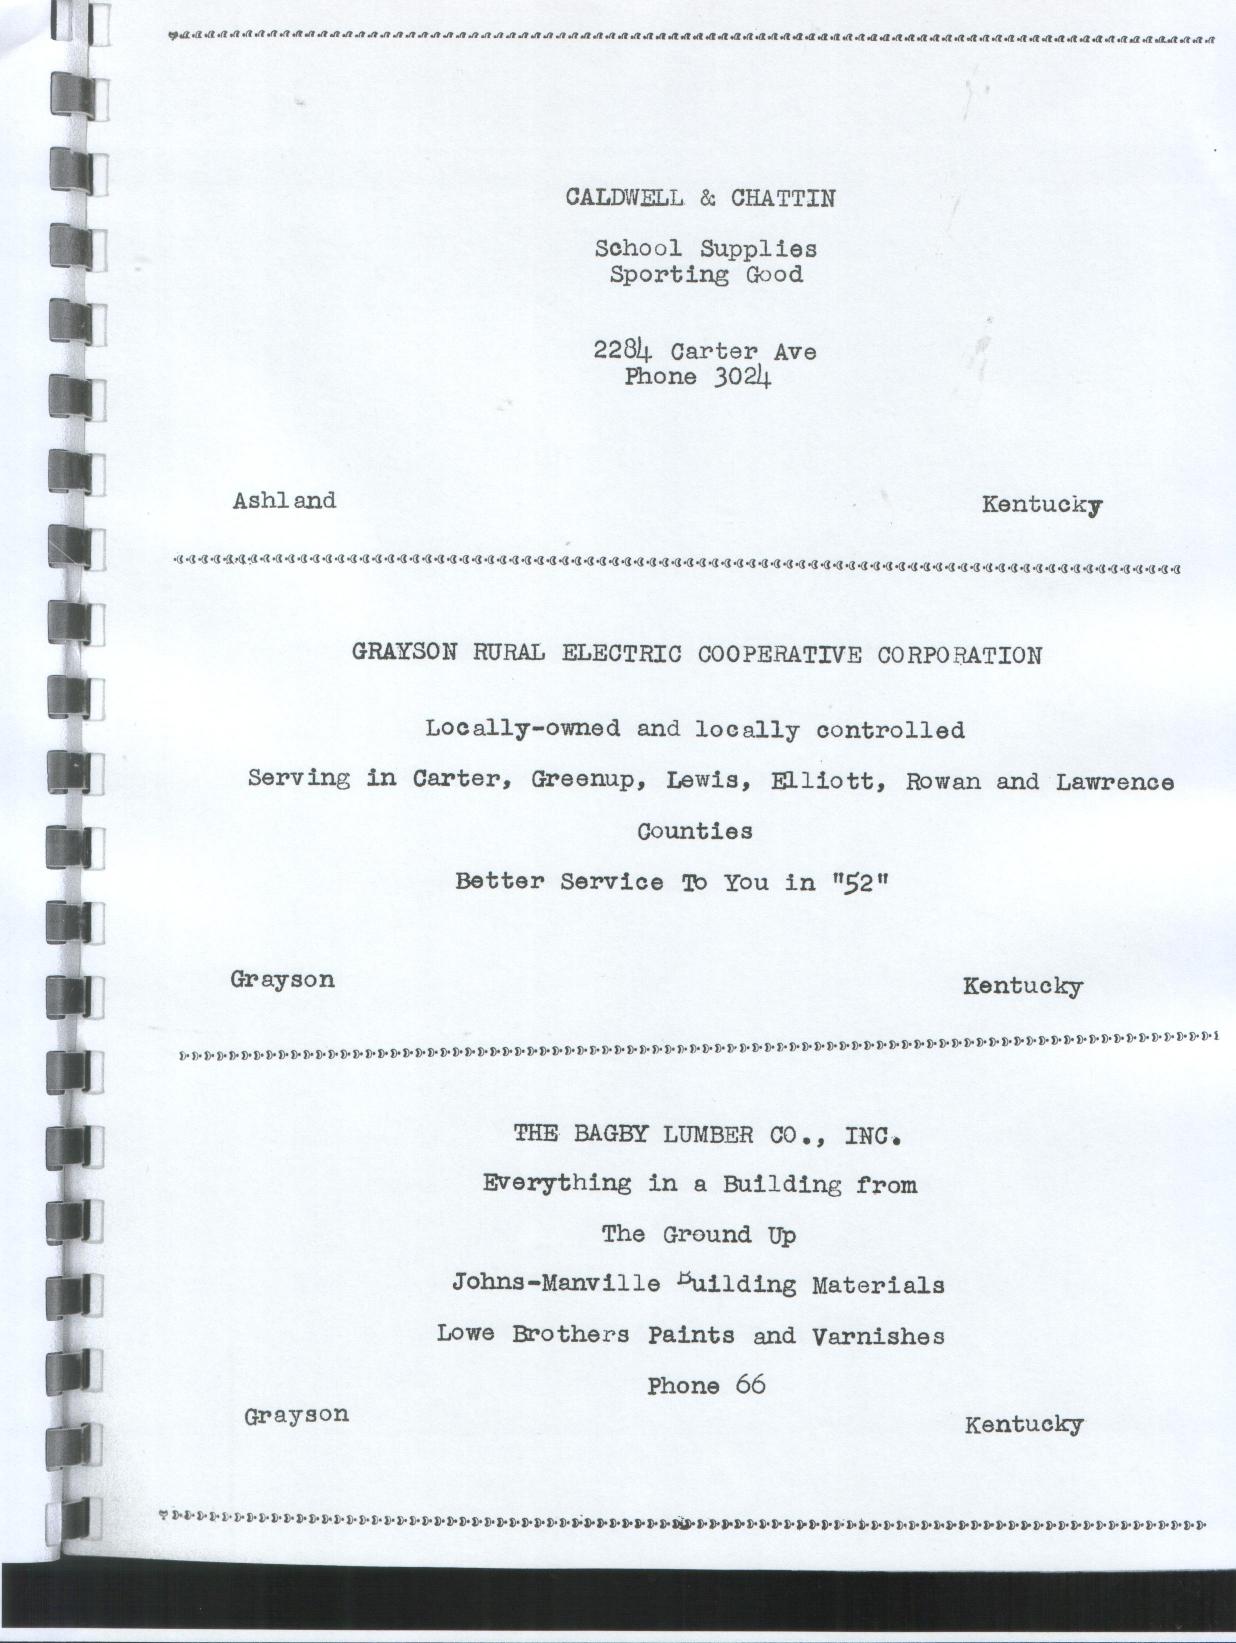 CALDWELL & CHATTIN
School Supplies
Sporting Good
2284 Carter Ave
Phone 3024
Ashland Kentucky
GRAYSON RURAL ELECTRIC COOPERATIVE CORPORATION
Locally-owned and locally controlled
Serving in Carter, Greenup, Lewis, Elliott, Rowan and Lawrence
Counties
Better Service To You in "52"
Grayson Kentucky
THE BAGBY LUMBER CO., INC.
Everything in a Building from
The Ground Up
Johns-Manville Building Materials
Lowe Brothers Paints and Varnishes
Phone 66
Grayson Kentucky